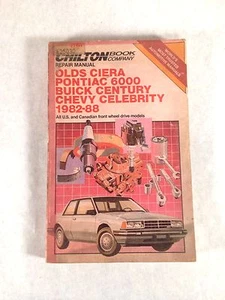 CHILTON BOOK
COMPANY
REPAIR MANUAL
OLDS CIERA
PONTIAC 6000
BUICK CENTURY
CHEVY CELEBRITY
1982-88
All U.S. and Canadian front wheel drive models